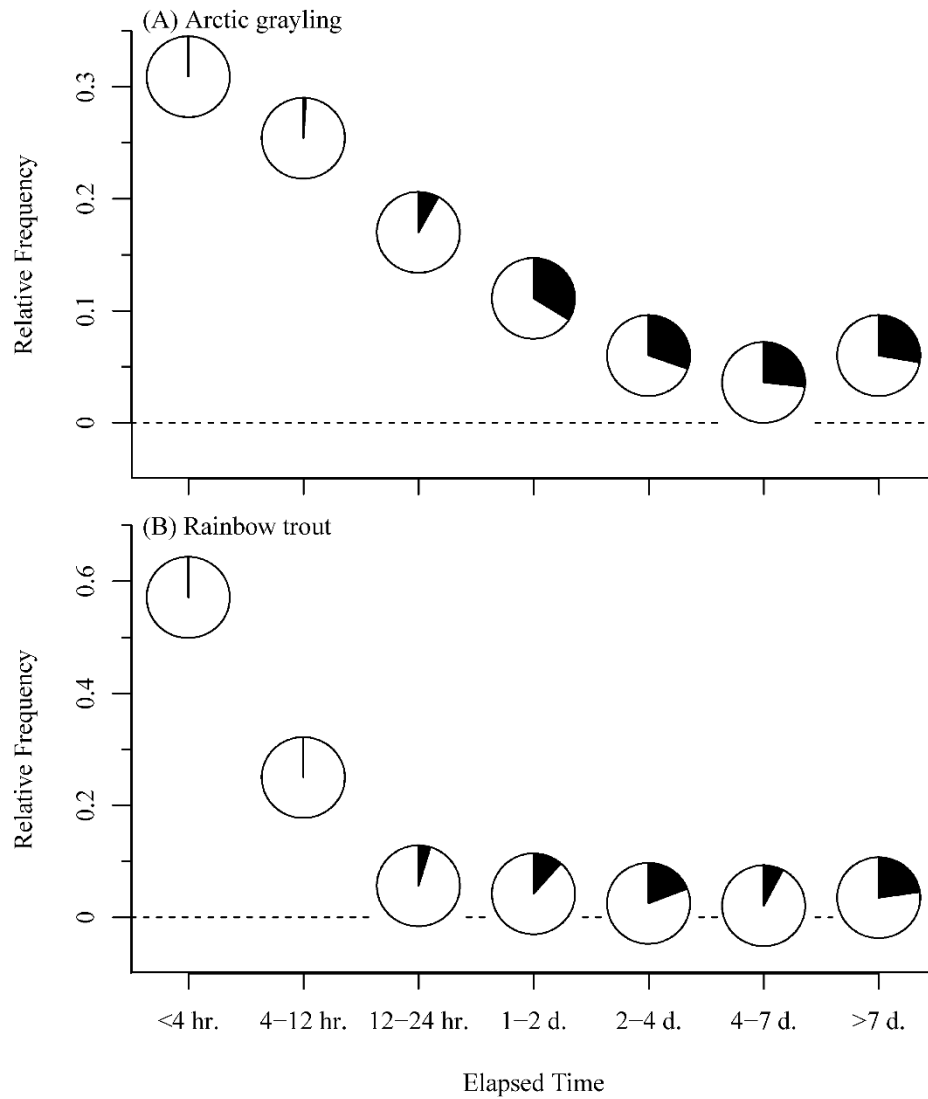 (A) Arctic grayling
0.3
0.2
0.1
0
Relative Frequency
(B) Rainbow trout
0.6
0.4
0.2
0
Relative Frequency
<4 hr. 4−12 hr. 12−24 hr. 1−2 d. 2−4 d. 4−7 d. >7 d.
Elapsed Time